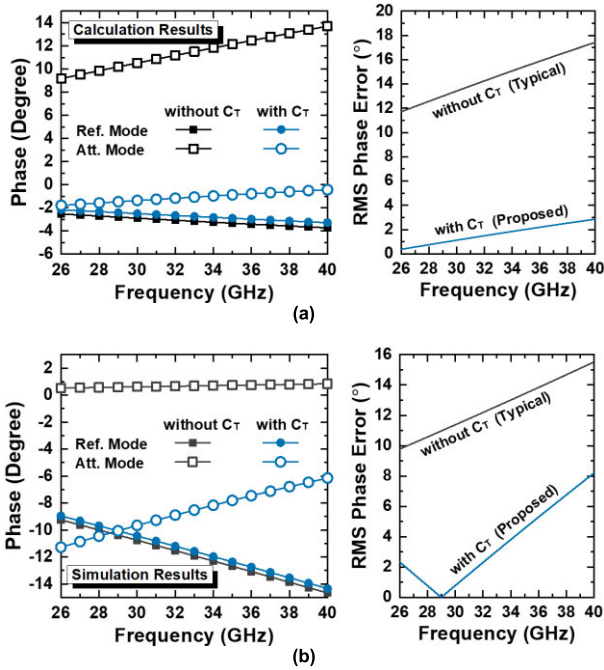 Calculation Results
14
12
10
8
6
4
2
0
-2
-4
-6
Phase (Degree)
without CT with CT
Ref. Mode
Att. Mode
26 28 30 32 34 36 38 40
Frequency (GHz)
20
18
16
14
12
10
8
6
4
2
0
RMS Phase Error (°)
without CT (Typical)
with CT (Proposed)
26 28 30 32 34 36 38 40
Frequency (GHz)
(a)
2
0
-2
-4
-6
-8
-10
-12
-14
Phase (Degree)
without CT with CT
Ref. Mode
Att. Mode
Simulation Results
26 28 30 32 34 36 38 40
Frequency (GHz)
16
14
12
10
8
6
4
2
0
RMS Phase Error (°)
without CT (Typical)
with CT (Proposed)
26 28 30 32 34 36 38 40
Frequency (GHz)
(b)